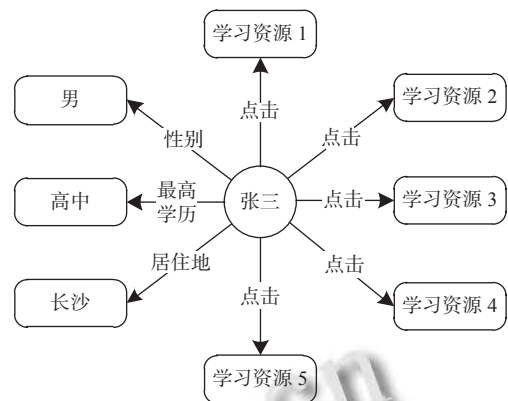 学习资源 1
男
点击
学习资源 2
性别
点击
高中
最高
学历
张三
点击
学习资源 3
居住地
点击
点击
长沙
学习资源 4
学习资源 5